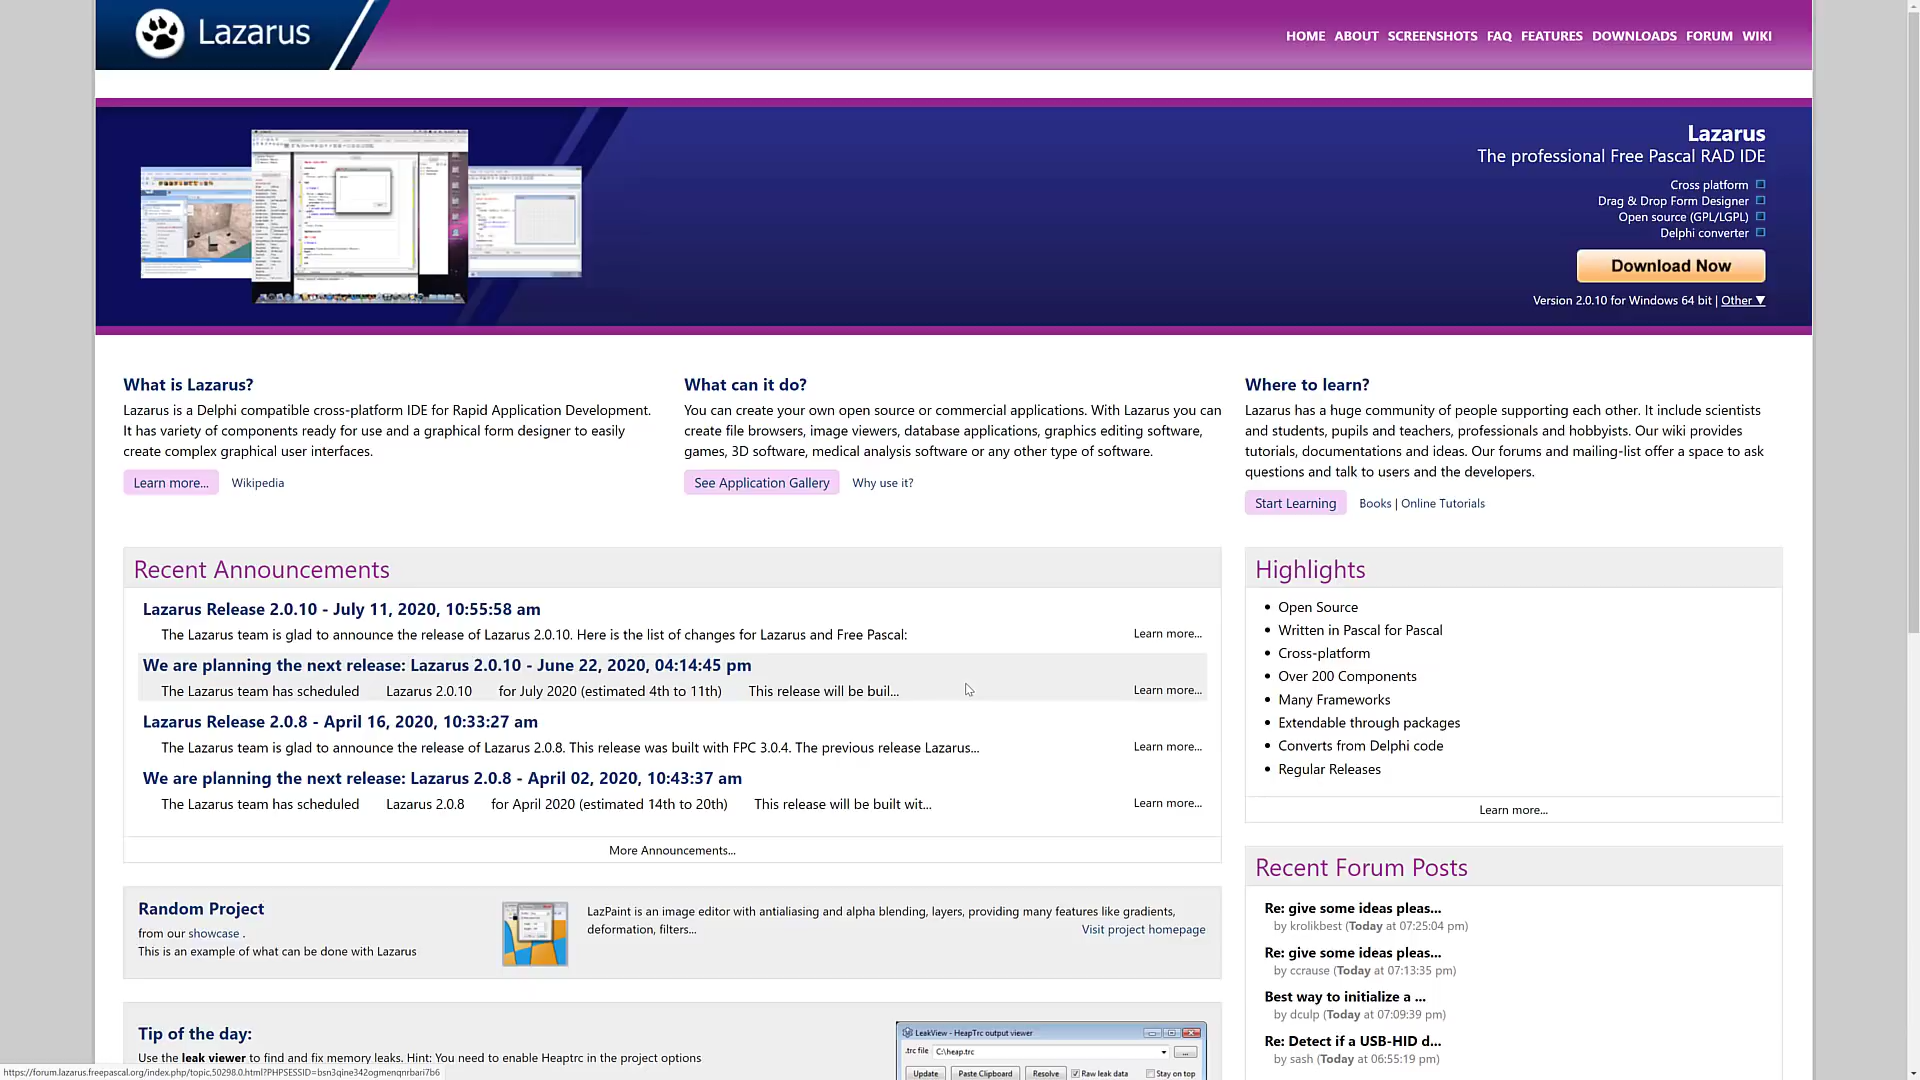 Lazarus
HOME ABOUT SCREENSHOTS FAQ FEATURES DOWNLOADS FORUM WIKI
Lazarus
The professional Free Pascal RAD IDE
Cross platform
Drag & Drop Form Designer
Open source (GPL/LGPL)
Delphi converter
Download Now
Version 2.0.10 for Windows 64 bit | Other ▼
What is Lazarus?
Lazarus is a Delphi compatible cross-platform IDE for Rapid Application Development.
It has variety of components ready for use and a graphical form designer to easily
create complex graphical user interfaces.
Learn more... Wikipedia
What can it do?
You can create your own open source or commercial applications. With Lazarus you can
create file browsers, image viewers, database applications, graphics editing software,
games, 3D software, medical analysis software or any other type of software.
See Application Gallery Why use it?
Where to learn?
Lazarus has a huge community of people supporting each other. It include scientists
and students, pupils and teachers, professionals and hobbyists. Our wiki provides
tutorials, documentations and ideas. Our forums and mailing-list offer a space to ask
questions and talk to users and the developers.
Start Learning Books | Online Tutorials
Recent Announcements
Lazarus Release 2.0.10 - July 11, 2020, 10:55:58 am
The Lazarus team is glad to announce the release of Lazarus 2.0.10. Here is the list of changes for Lazarus and Free Pascal: Learn more...
We are planning the next release: Lazarus 2.0.10 - June 22, 2020, 04:14:45 pm
The Lazarus team has scheduled Lazarus 2.0.10 for July 2020 (estimated 4th to 11th) This release will be buil... Learn more...
Lazarus Release 2.0.8 - April 16, 2020, 10:33:27 am
The Lazarus team is glad to announce the release of Lazarus 2.0.8. This release was built with FPC 3.0.4. The previous release Lazarus... Learn more...
We are planning the next release: Lazarus 2.0.8 - April 02, 2020, 10:43:37 am
The Lazarus team has scheduled Lazarus 2.0.8 for April 2020 (estimated 14th to 20th) This release will be built wit... Learn more...
More Announcements...
Highlights
• Open Source
• Written in Pascal for Pascal
• Cross-platform
• Over 200 Components
• Many Frameworks
• Extendable through packages
• Converts from Delphi code
• Regular Releases
Learn more...
Random Project
from our showcase .
This is an example of what can be done with Lazarus
LazPaint is an image editor with antialiasing and alpha blending, layers, providing many features like gradients,
deformation, filters... Visit project homepage
Recent Forum Posts
Re: give some ideas pleas...
by krolikbest (Today at 07:25:04 pm)
Re: give some ideas pleas...
by ccrause (Today at 07:13:35 pm)
Best way to initialize a ...
by dculp (Today at 07:09:39 pm)
Re: Detect if a USB-HID d...
by sash (Today at 06:55:19 pm)
Tip of the day:
Use the leak viewer to find and fix memory leaks. Hint: You need to enable Heaptrc in the project options
LeakView - HeapTrc output viewer
.trc file C:\heap.trc ...
Update Paste Clipboard Resolve Raw leak data Stay on top
https://forum.lazarus.freepascal.org/index.php/topic,50298.0.html?PHPSESSID=bsn3qine342ogmenqnrbari7b6